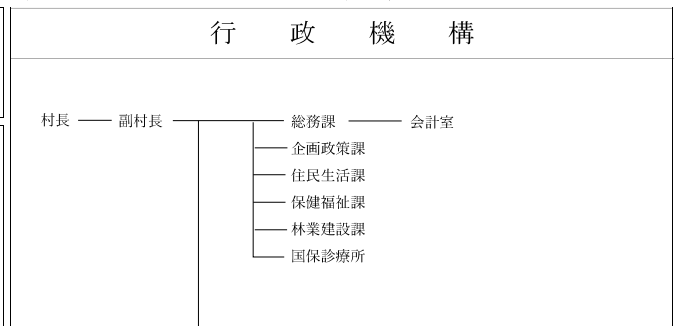 行政機構
村長 副村長 総務課 会計室
企画政策課
住民生活課
保健福祉課
林業建設課
国保診療所